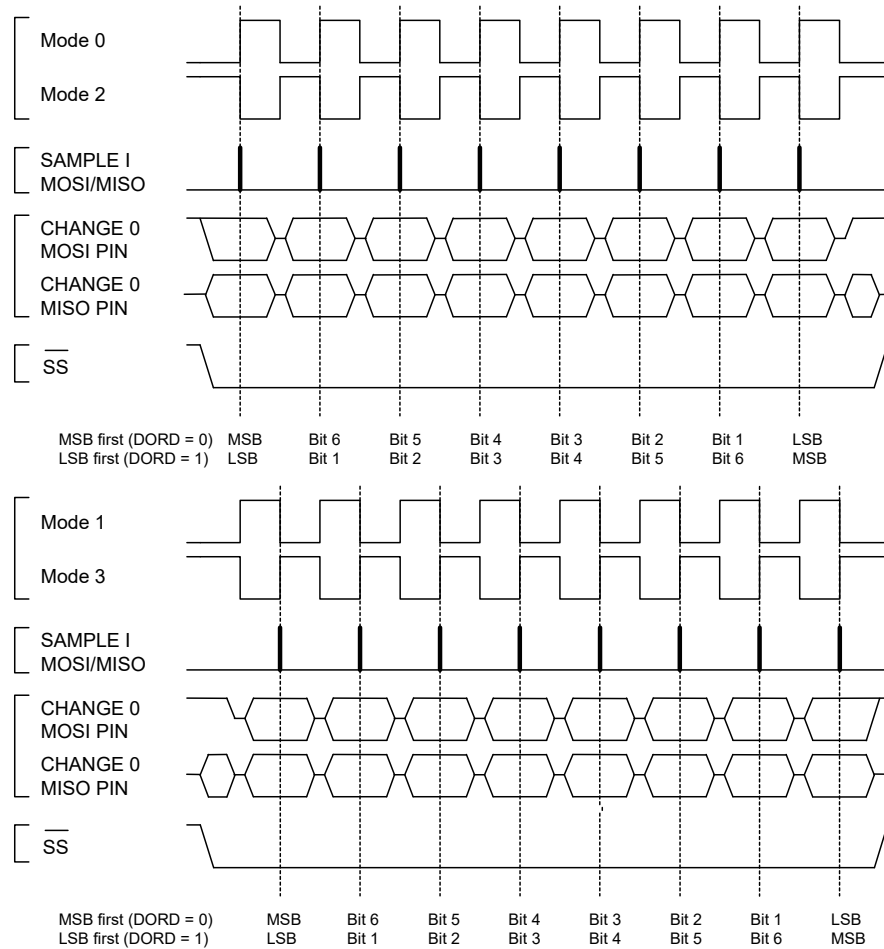 Mode 0
Mode 2
SAMPLE I
MOSI/MISO
CHANGE 0
MOSI PIN
CHANGE 0
MISO PIN
SS
MSB first (DORD = 0) MSB Bit 6 Bit 5 Bit 4 Bit 3 Bit 2 Bit 1 LSB
LSB first (DORD = 1) LSB Bit 1 Bit 2 Bit 3 Bit 4 Bit 5 Bit 6 MSB
Mode 1
Mode 3
SAMPLE I
MOSI/MISO
CHANGE 0
MOSI PIN
CHANGE 0
MISO PIN
SS
MSB first (DORD = 0) MSB Bit 6 Bit 5 Bit 4 Bit 3 Bit 2 Bit 1 LSB
LSB first (DORD = 1) LSB Bit 1 Bit 2 Bit 3 Bit 4 Bit 5 Bit 6 MSB